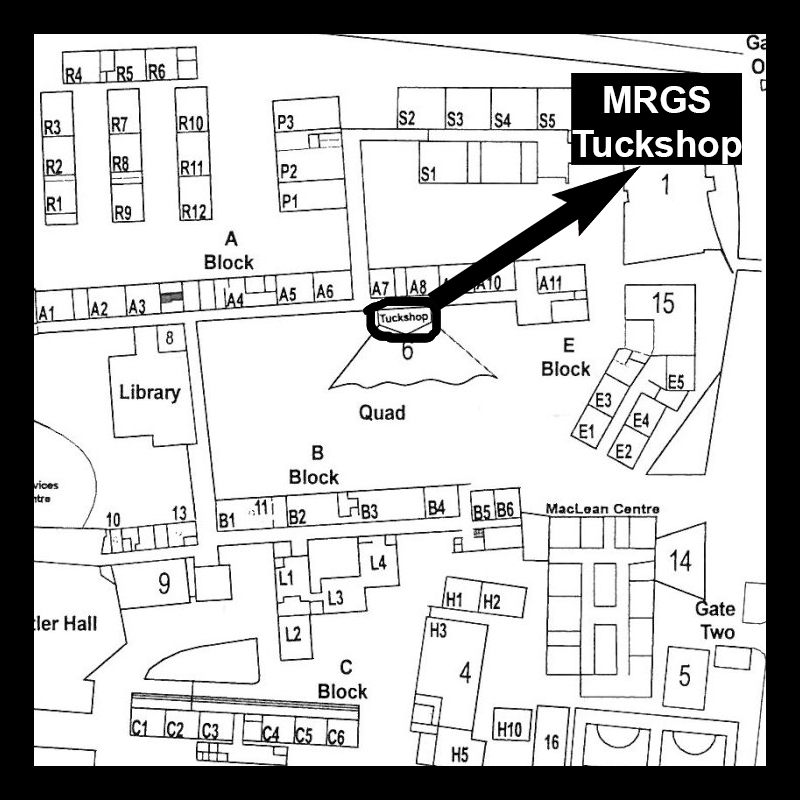 Ga
O
R4 R5 R6
MRGS
Tuckshop
R3 R7 R10 P3 S2 S3 S4 S5
R2 R8 R11 P2 S1
R1 R9 R12 P1 1
A
Block
A1 A2 A3 A4 A5 A6 A7 A8 A10 A11
15
Tuckshop
8 6
E
Block
Library
E5
Quad
E3
E4
E1
E2
B
Block
vices
ntre
10 13 B1 11 B2 B3 B4 B5 B6
MacLean Centre
9 L1 L4 14
L3
H1 H2
Gate
Two
tler Hall
L2 H3
C
Block
4 5
C1 C2 C3 C4 C5 C6
H10 16
H5